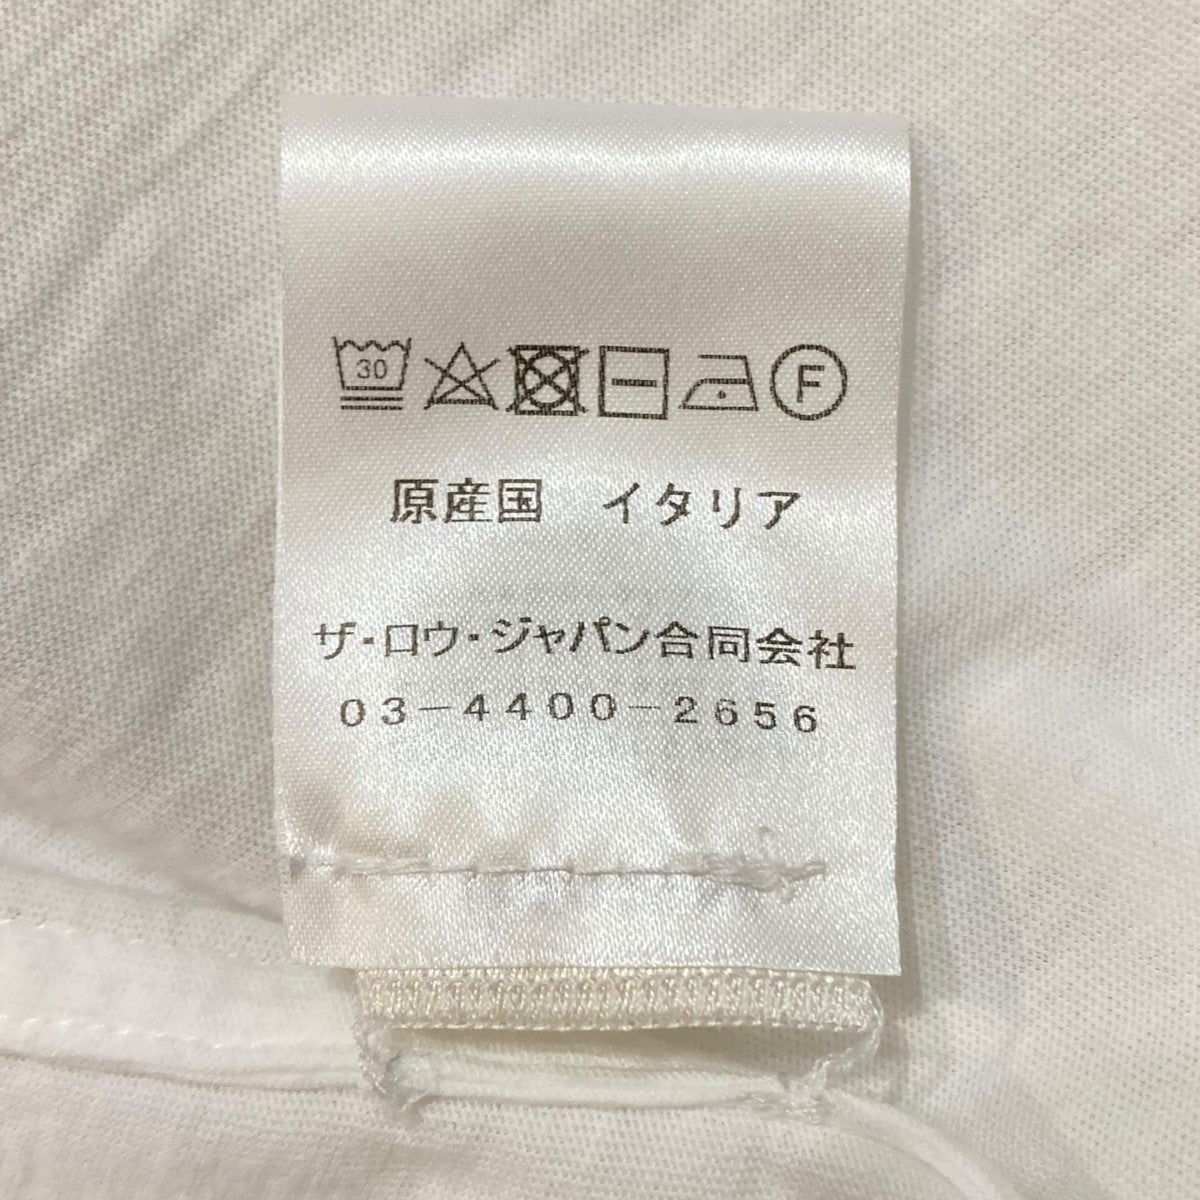 30 F
原産国 イタリア
ザ・ロウ・ジャパン合同会社
03-4400-2656